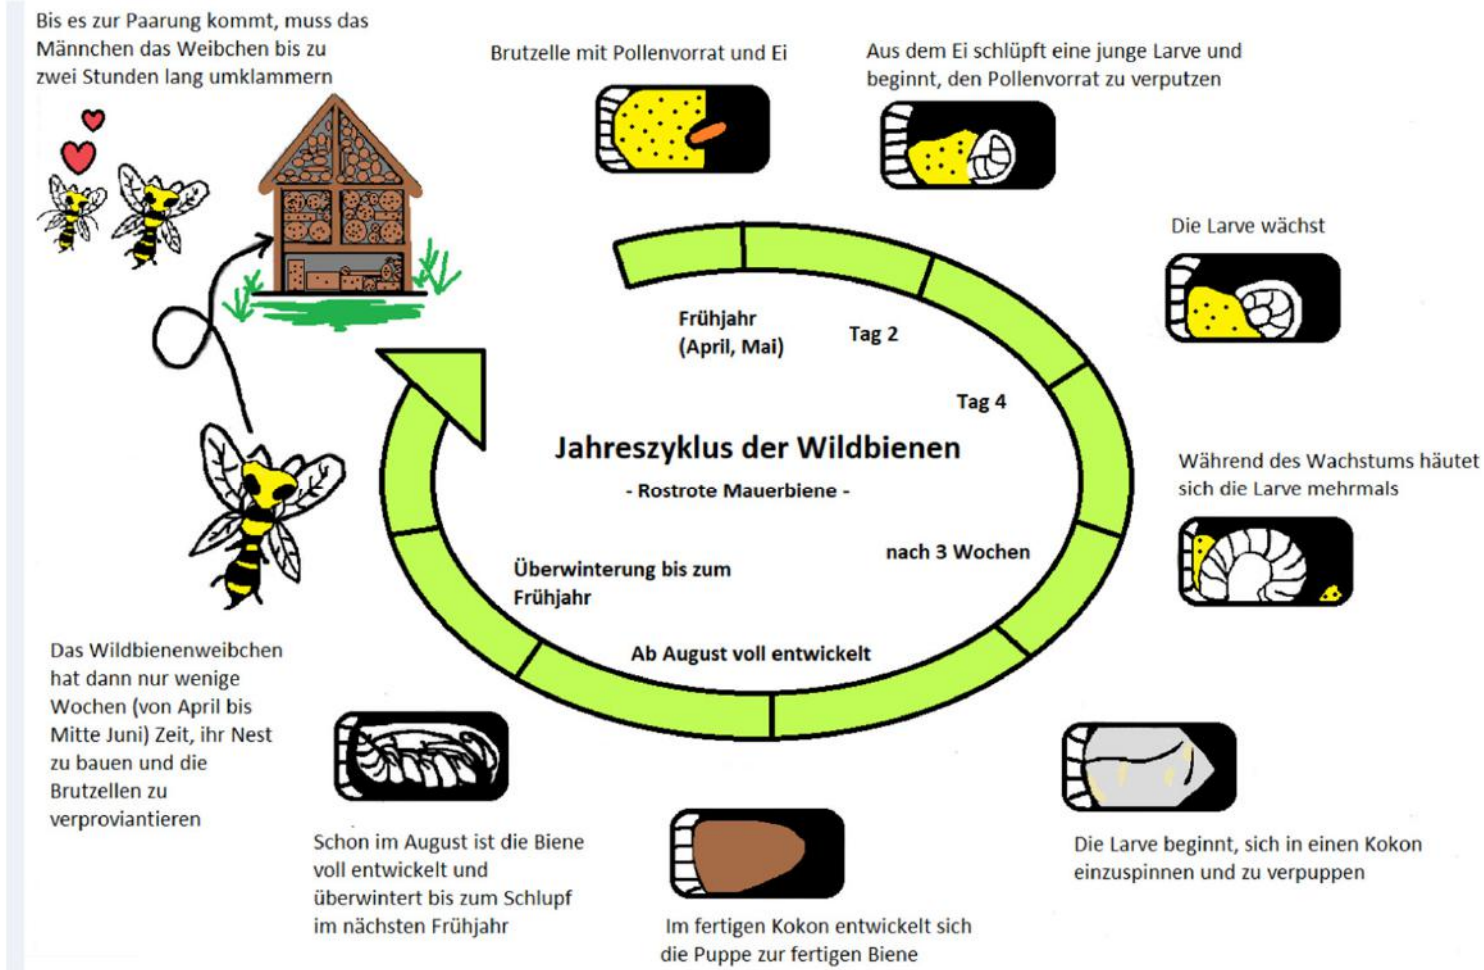 Bis es zur Paarung kommt, muss das
Männchen das Weibchen bis zu
zwei Stunden lang umklammern
Brutzelle mit Pollenvorrat und Ei
Aus dem Ei schlüpft eine junge Larve und
beginnt, den Pollenvorrat zu verputzen
Die Larve wächst
Während des Wachstums häutet
sich die Larve mehrmals
Die Larve beginnt, sich in einen Kokon
einzuspinnen und zu verpuppen
Im fertigen Kokon entwickelt sich
die Puppe zur fertigen Biene
Schon im August ist die Biene
voll entwickelt und
überwintert bis zum Schlupf
im nächsten Frühjahr
Das Wildbienenweibchen
hat dann nur wenige
Wochen (von April bis
Mitte Juni) Zeit, ihr Nest
zu bauen und die
Brutzellen zu
verproviantieren
Frühjahr
(April, Mai)
Tag 2
Tag 4
Jahreszyklus der Wildbienen
- Rostrote Mauerbiene -
nach 3 Wochen
Ab August voll entwickelt
Überwinterung bis zum
Frühjahr